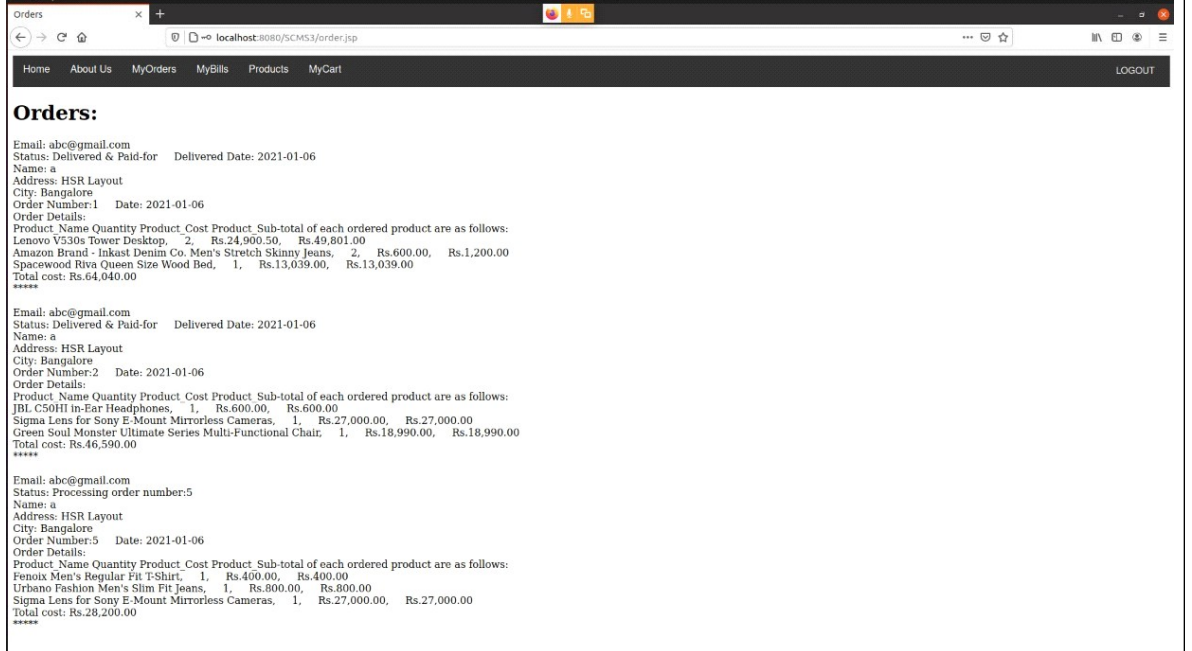 Orders
localhost:8080/SCMS3/order.jsp
Home About Us MyOrders MyBills Products MyCart LOGOUT
Orders:
Email: abc@gmail.com
Status: Delivered & Paid-for Delivered Date: 2021-01-06
Name: a
Address: HSR Layout
City: Bangalore
Order Number:1 Date: 2021-01-06
Order Details:
Product_Name Quantity Product_Cost Product_Sub-total of each ordered product are as follows:
Lenovo V530s Tower Desktop, 2, Rs.24,900.50, Rs.49,801.00
Amazon Brand - Inkast Denim Co. Men's Stretch Skinny Jeans, 2, Rs.600.00, Rs.1,200.00
Spacewood Riva Queen Size Wood Bed, 1, Rs.13,039.00, Rs.13,039.00
Total cost: Rs.64,040.00
*****
Email: abc@gmail.com
Status: Delivered & Paid-for Delivered Date: 2021-01-06
Name: a
Address: HSR Layout
City: Bangalore
Order Number:2 Date: 2021-01-06
Order Details:
Product_Name Quantity Product_Cost Product_Sub-total of each ordered product are as follows:
JBL C50HI in-Ear Headphones, 1, Rs.600.00, Rs.600.00
Sigma Lens for Sony E-Mount Mirrorless Cameras, 1, Rs.27,000.00, Rs.27,000.00
Green Soul Monster Ultimate Series Multi-Functional Chair, 1, Rs.18,990.00, Rs.18,990.00
Total cost: Rs.46,590.00
*****
Email: abc@gmail.com
Status: Processing order number:5
Name: a
Address: HSR Layout
City: Bangalore
Order Number:5 Date: 2021-01-06
Order Details:
Product_Name Quantity Product_Cost Product_Sub-total of each ordered product are as follows:
Fenoix Men's Regular Fit T-Shirt, 1, Rs.400.00, Rs.400.00
Urbano Fashion Men's Slim Fit Jeans, 1, Rs.800.00, Rs.800.00
Sigma Lens for Sony E-Mount Mirrorless Cameras, 1, Rs.27,000.00, Rs.27,000.00
Total cost: Rs.28,200.00
*****